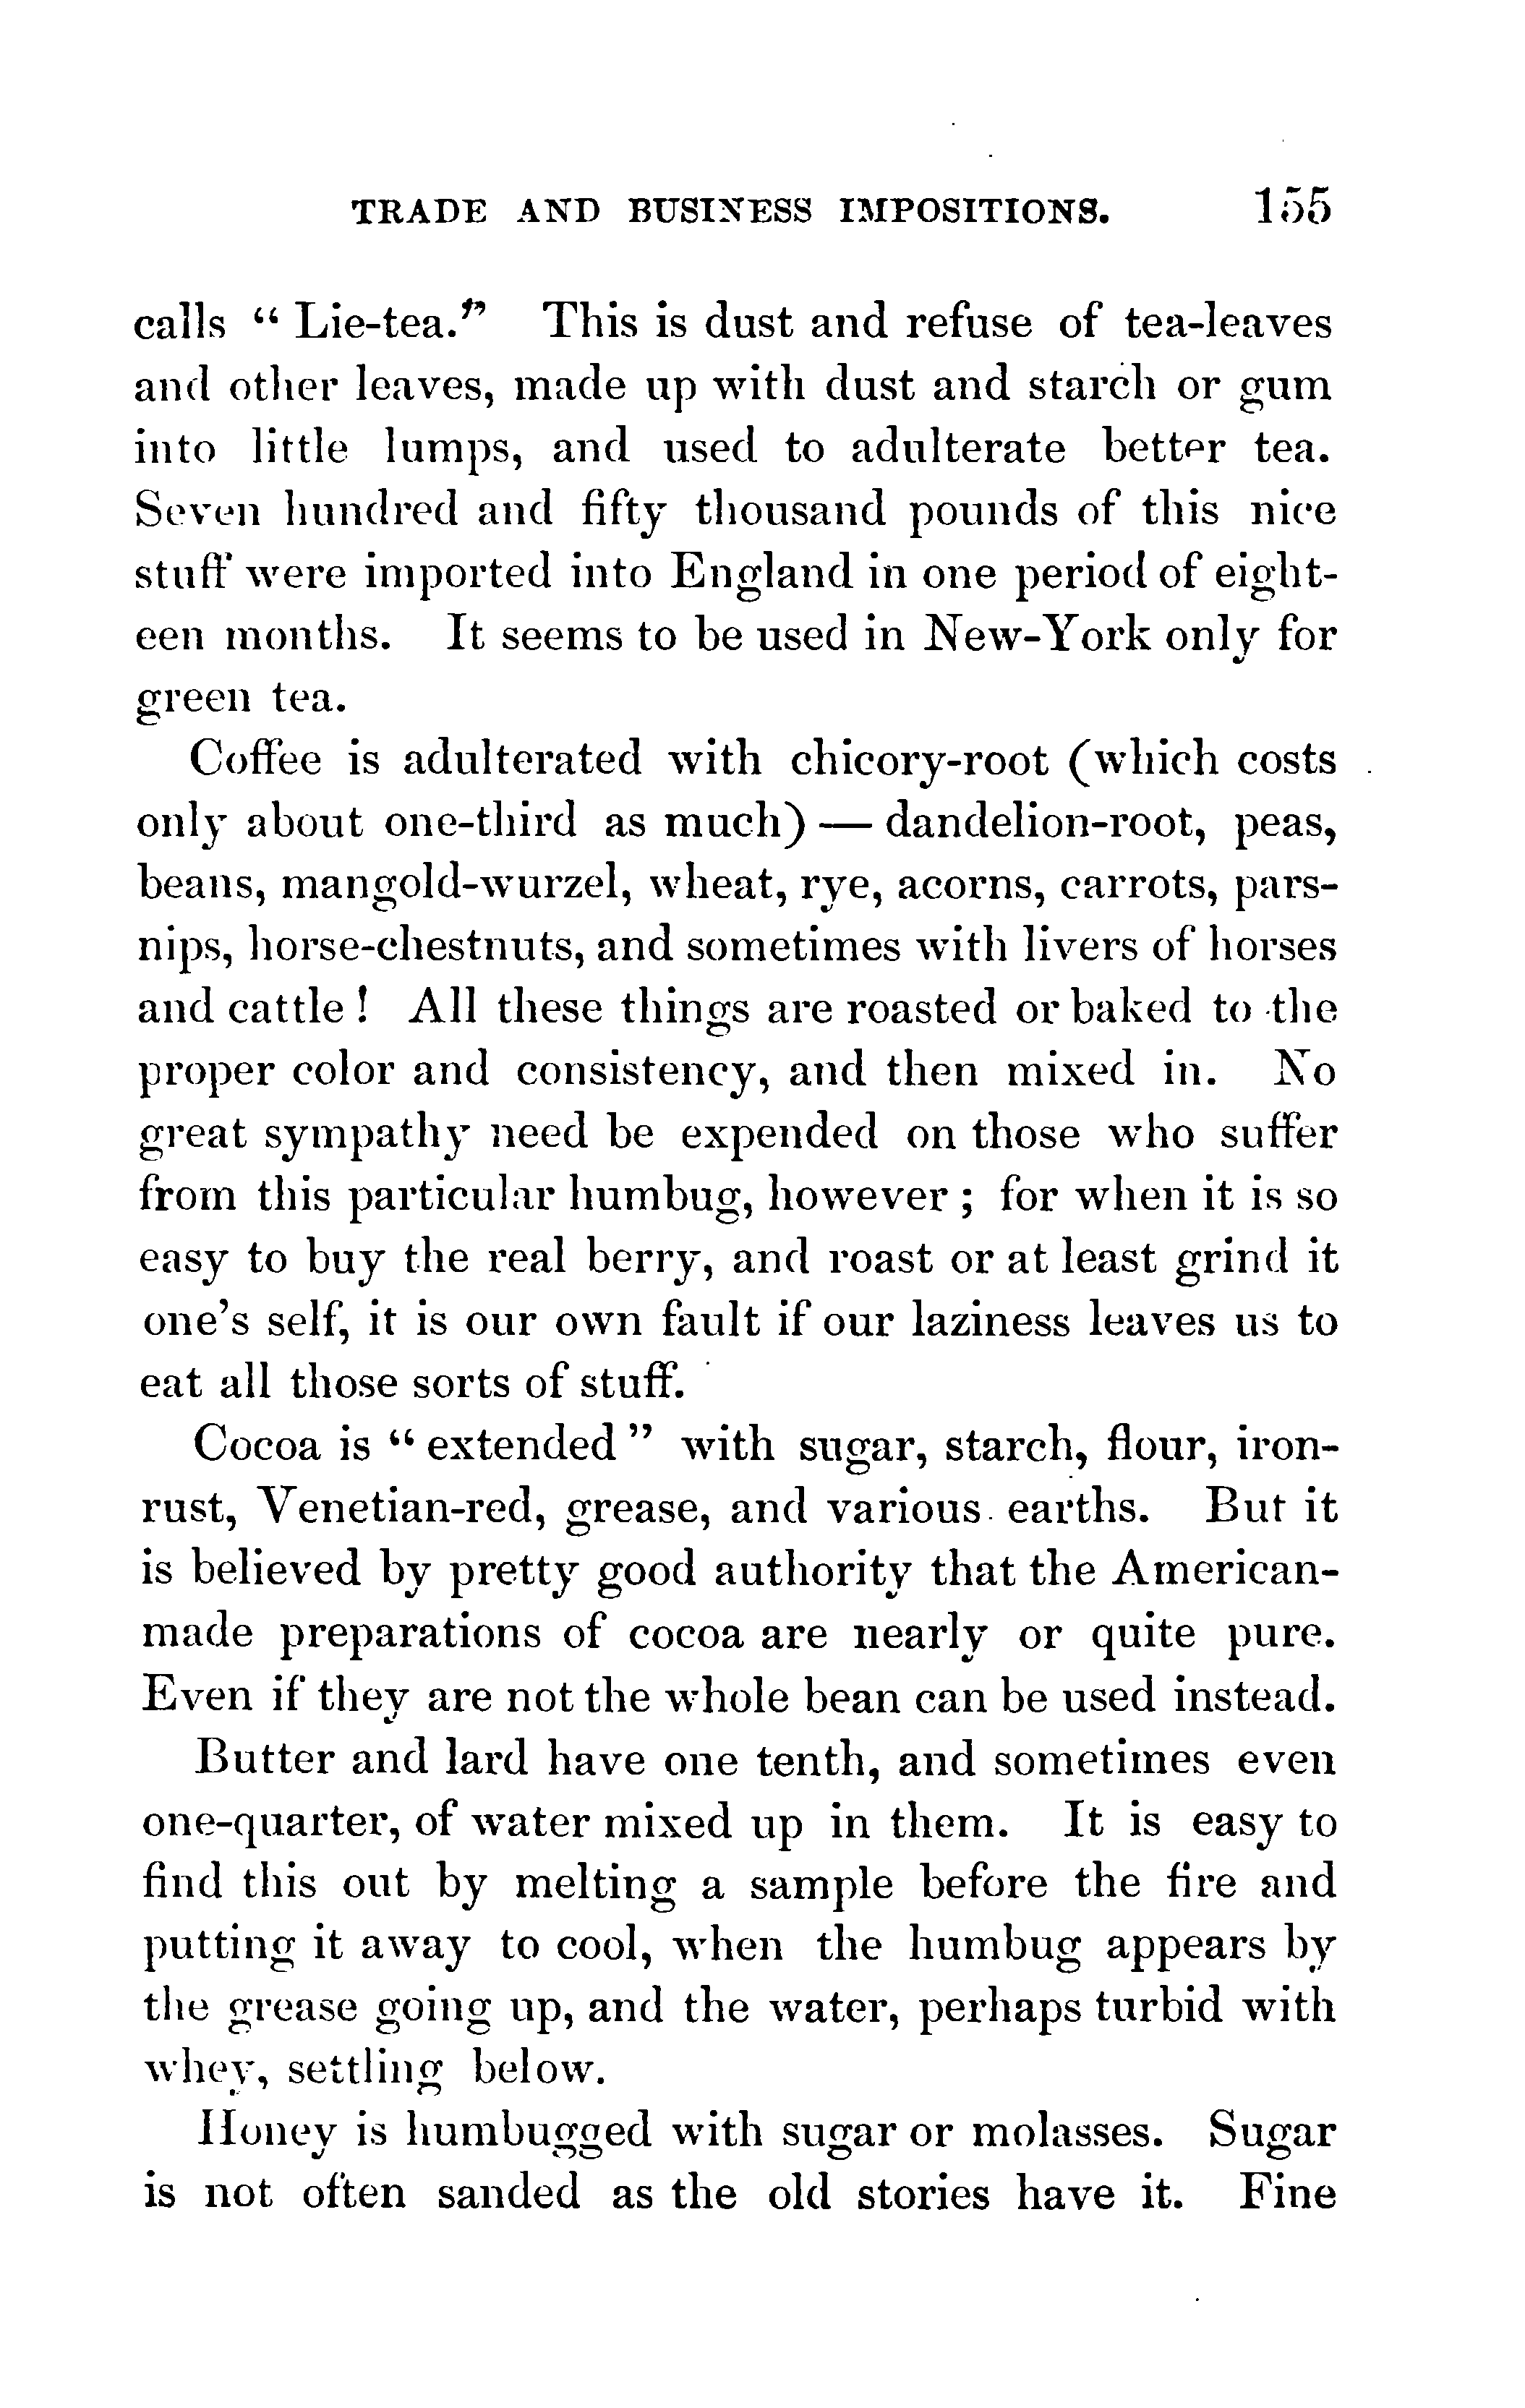 TRADE AND BUSINESS IMPOSITIONS. 155
calls “ Lie-tea.” This is dust and refuse of tea-leaves
and other leaves, made up with dust and starch or gum
into little lumps, and used to adulterate better tea.
Seven hundred and fifty thousand pounds of this nice
stuff were imported into England in one period of eight-
een months. It seems to be used in New-York only for
green tea.
Coffee is adulterated with chicory-root (which costs
only about one-third as much) — dandelion-root, peas,
beans, mangold-wurzel, wheat, rye, acorns, carrots, pars-
nips, horse-chestnuts, and sometimes with livers of horses
and cattle ! All these things are roasted or baked to the
proper color and consistency, and then mixed in. No
great sympathy need be expended on those who suffer
from this particular humbug, however ; for when it is so
easy to buy the real berry, and roast or at least grind it
one’s self, it is our own fault if our laziness leaves us to
eat all those sorts of stuff.
Cocoa is “ extended ” with sugar, starch, flour, iron-
rust, Venetian-red, grease, and various earths. But it
is believed by pretty good authority that the American-
made preparations of cocoa are nearly or quite pure.
Even if they are not the whole bean can be used instead.
Butter and lard have one tenth, and sometimes even
one-quarter, of water mixed up in them. It is easy to
find this out by melting a sample before the fire and
putting it away to cool, when the humbug appears by
the grease going up, and the water, perhaps turbid with
whey, settling below.
Honey is humbugged with sugar or molasses. Sugar
is not often sanded as the old stories have it. Fine